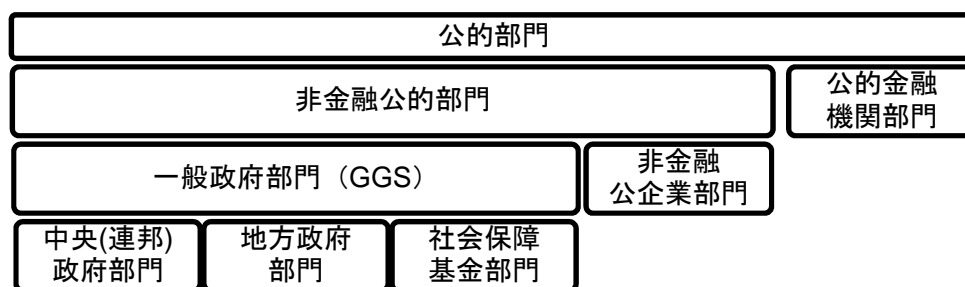 公的部門
非金融公的部門
公的金融
機関部門
一般政府部門（GGS）
非金融
公企業部門
中央(連邦)
政府部門
地方政府
部門
社会保障
基金部門